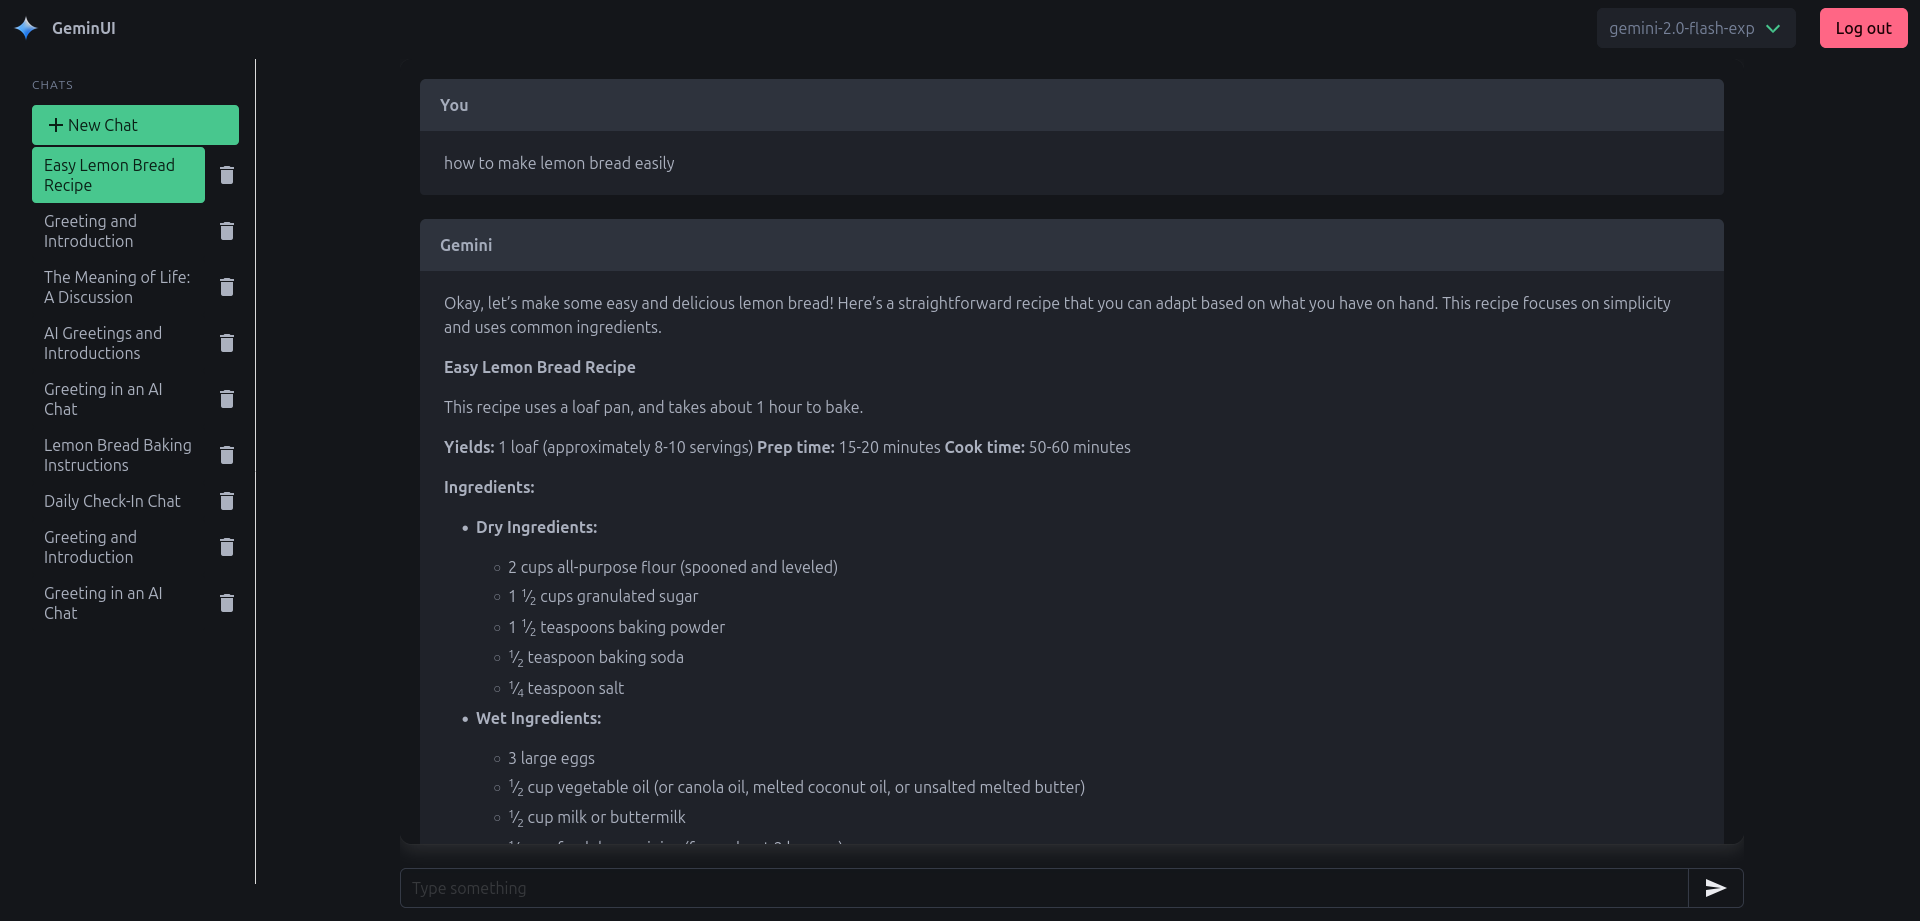 GeminUI
gemini-2.0-flash-exp
Log out
CHATS
New Chat
Easy Lemon Bread
Recipe
Greeting and
Introduction
The Meaning of Life:
A Discussion
AI Greetings and
Introductions
Greeting in an AI
Chat
Lemon Bread Baking
Instructions
Daily Check-In Chat
Greeting and
Introduction
Greeting in an AI
Chat
You
how to make lemon bread easily
Gemini
Okay, let’s make some easy and delicious lemon bread! Here’s a straightforward recipe that you can adapt based on what you have on hand. This recipe focuses on simplicity
and uses common ingredients.
Easy Lemon Bread Recipe
This recipe uses a loaf pan, and takes about 1 hour to bake.
Yields: 1 loaf (approximately 8-10 servings) Prep time: 15-20 minutes Cook time: 50-60 minutes
Ingredients:
• Dry Ingredients:
◦ 2 cups all-purpose flour (spooned and leveled)
◦ 1 ½ cups granulated sugar
◦ 1 ½ teaspoons baking powder
◦ ½ teaspoon baking soda
◦ ¼ teaspoon salt
• Wet Ingredients:
◦ 3 large eggs
◦ ½ cup vegetable oil (or canola oil, melted coconut oil, or unsalted melted butter)
◦ ½ cup milk or buttermilk
Type something